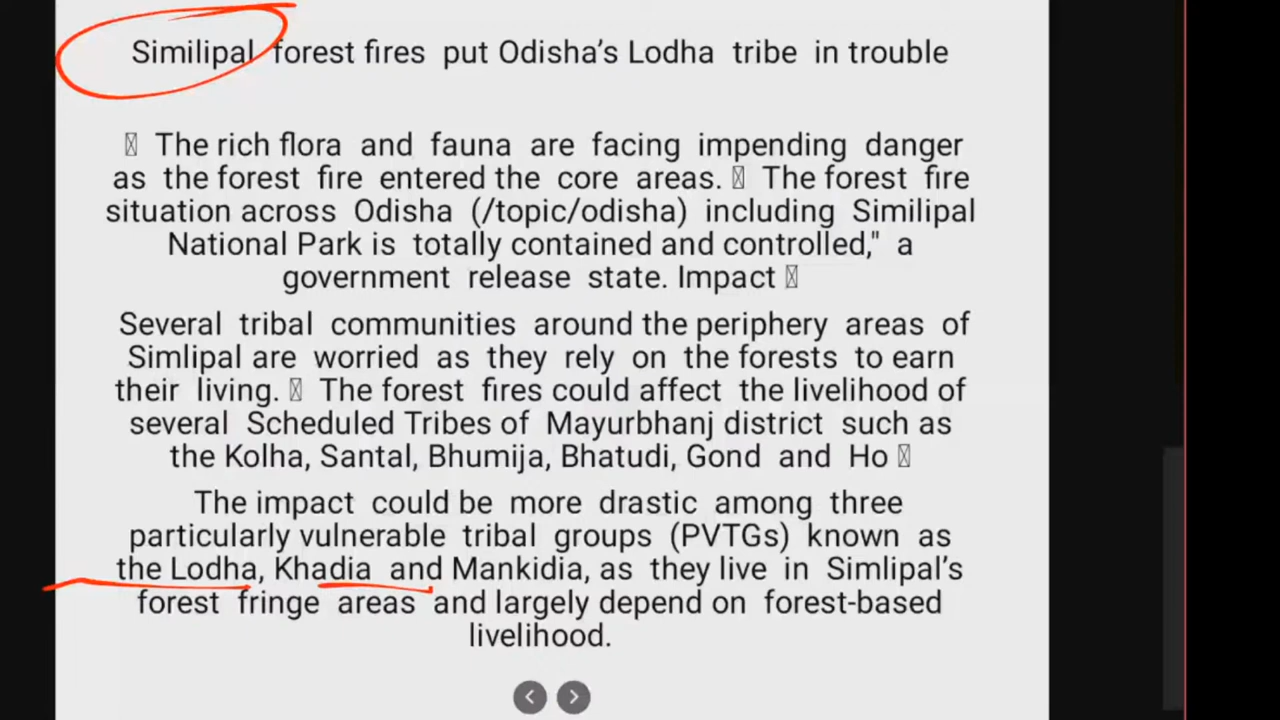 Similipal forest fires put Odisha's Lodha tribe in trouble
The rich flora and fauna are facing impending danger
as the forest fire entered the core areas. The forest fire
situation across Odisha (/topic/odisha) including Similipal
National Park is totally contained and controlled," a
government release state. Impact
Several tribal communities around the periphery areas of
Simlipal are worried as they rely on the forests to earn
their living. The forest fires could affect the livelihood of
several Scheduled Tribes of Mayurbhanj district such as
the Kolha, Santal, Bhumija, Bhatudi, Gond and Ho
The impact could be more drastic among three
particularly vulnerable tribal groups (PVTGs) known as
the Lodha, Khadia and Mankidia, as they live in Simlipal's
forest fringe areas and largely depend on forest-based
livelihood.